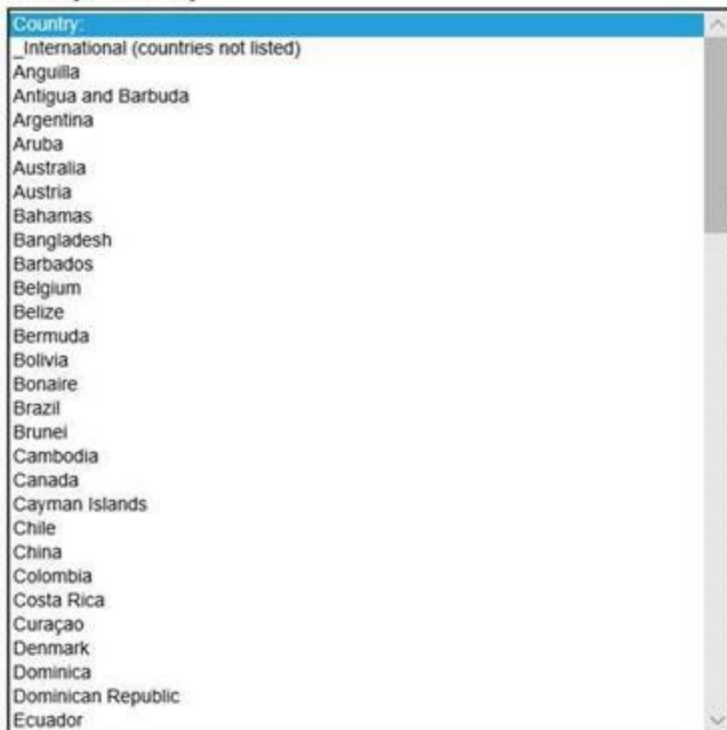 Country:
_International (countries not listed)
Anguilla
Antigua and Barbuda
Argentina
Aruba
Australia
Austria
Bahamas
Bangladesh
Barbados
Belgium
Belize
Bermuda
Bolivia
Bonaire
Brazil
Brunei
Cambodia
Canada
Cayman Islands
Chile
China
Colombia
Costa Rica
Curaçao
Denmark
Dominica
Dominican Republic
Ecuador